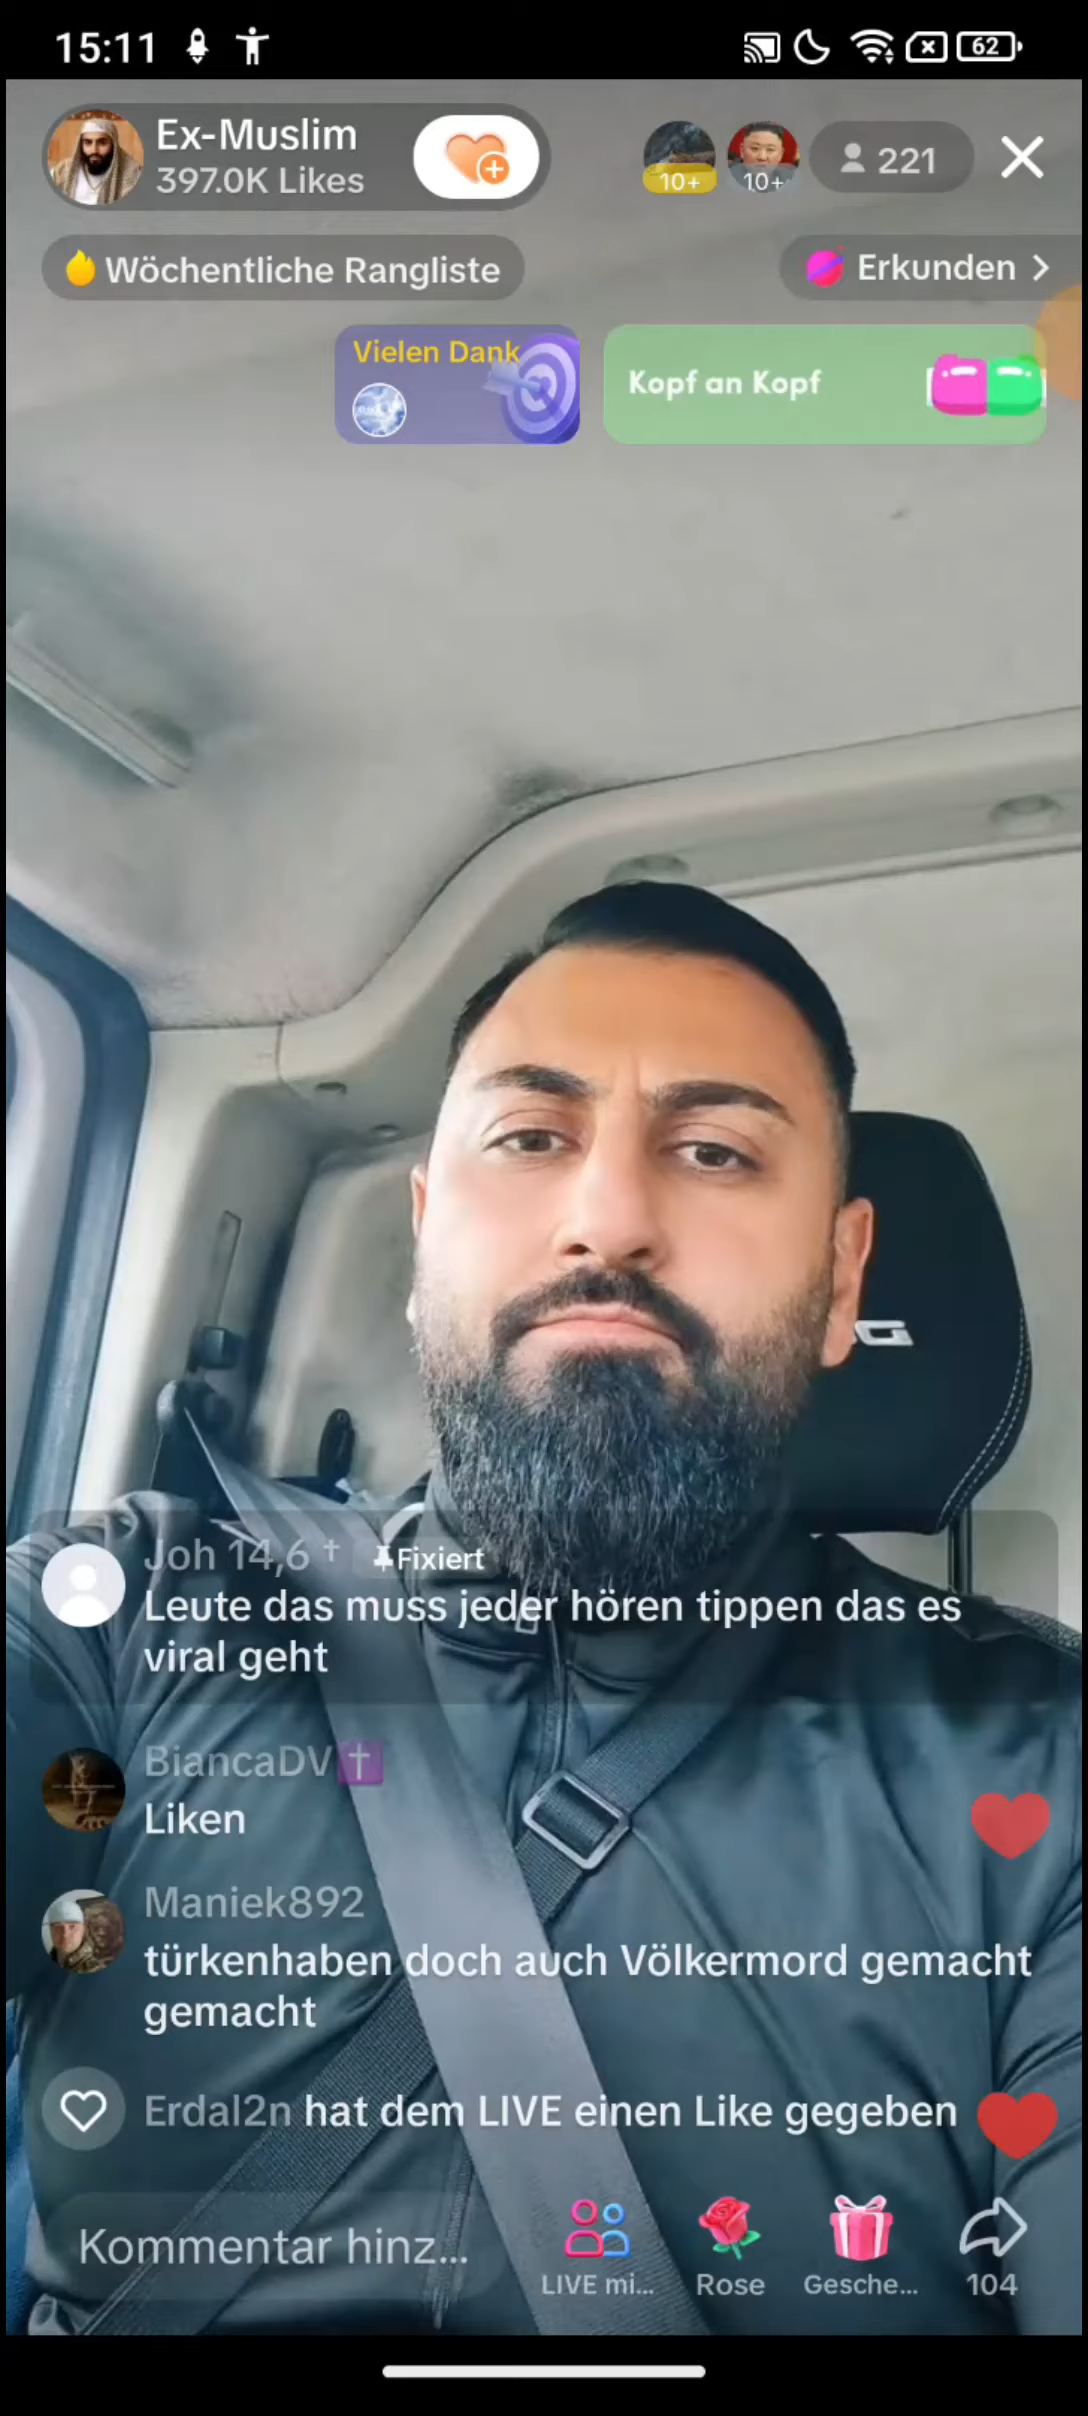 15:11
62
Ex-Muslim
397.0K Likes
10+
10+
221
Wöchentliche Rangliste
Erkunden
Vielen Dank
Kopf an Kopf
G
Joh 14,6 † Fixiert
Leute das muss jeder hören tippen das es
viral geht
BiancaDV✝️
Liken
Maniek892
türkenhaben doch auch Völkermord gemacht
gemacht
Erdal2n hat dem LIVE einen Like gegeben
Kommentar hinz...
LIVE mi...
Rose
Gesche...
104